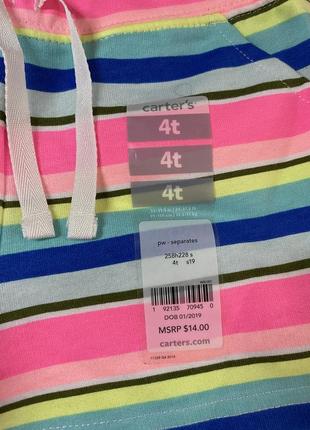 carter's
4t
4t
4t
pw - separates
258h228 s
4t s19
1 92135 70945 0
DOB 01/2019
MSRP $14.00
carters.com